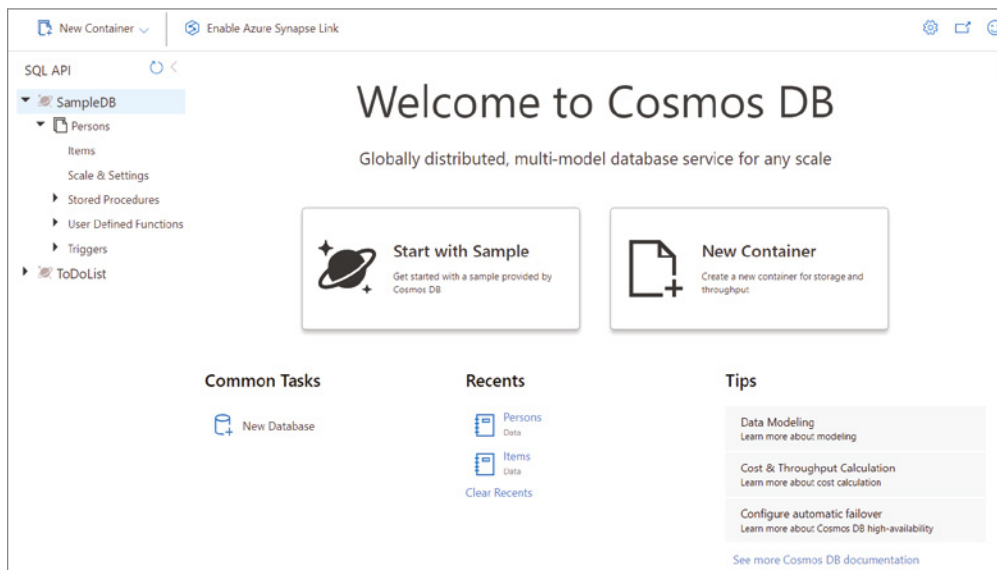 New Container
Enable Azure Synapse Link
SQL API
SampleDB
Persons
Items
Scale & Settings
Stored Procedures
User Defined Functions
Triggers
ToDoList
Welcome to Cosmos DB
Globally distributed, multi-model database service for any scale
Start with Sample
Get started with a sample provided by
Cosmos DB
New Container
Create a new container for storage and
throughput
Common Tasks
New Database
Recents
Persons
Data
Items
Data
Clear Recents
Tips
Data Modeling
Learn more about modeling
Cost & Throughput Calculation
Learn more about cost calculation
Configure automatic failover
Learn more about Cosmos DB high-availability
See more Cosmos DB documentation